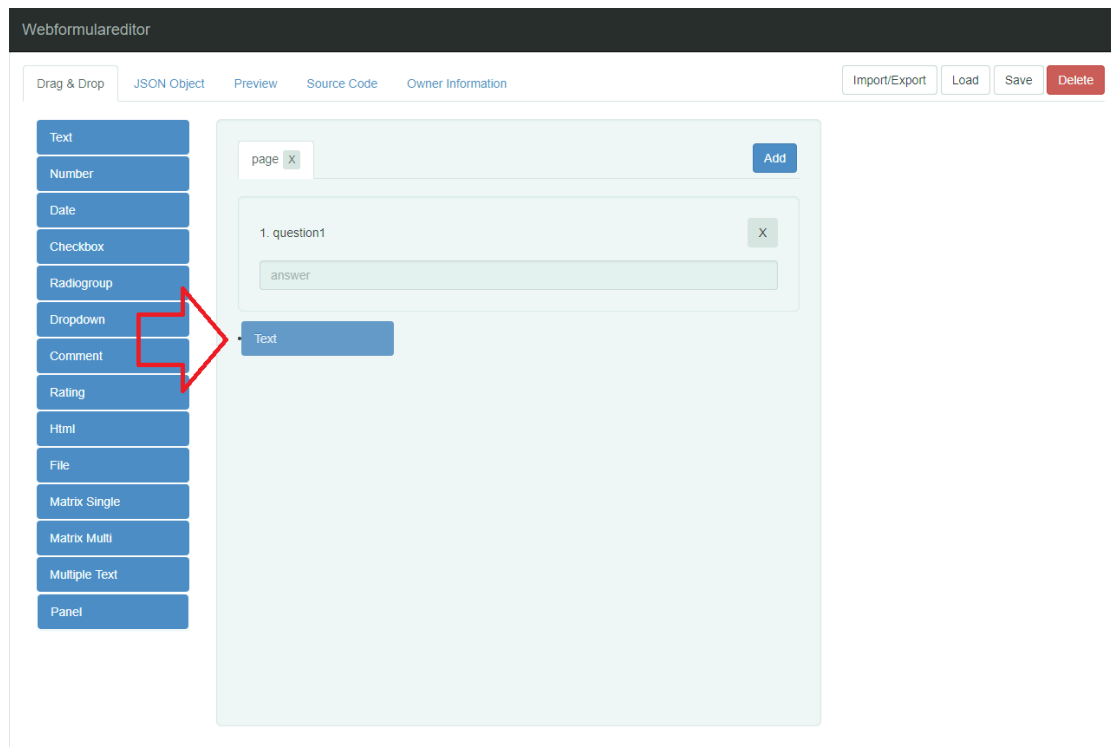 Webformulareditor
Drag & Drop JSON Object Preview Source Code Owner Information Import/Export Load Save Delete
Text
Number
Date
Checkbox
Radiogroup
Dropdown
Comment
Rating
Html
File
Matrix Single
Matrix Multi
Multiple Text
Panel
page X Add
1. question1 X
answer
Text